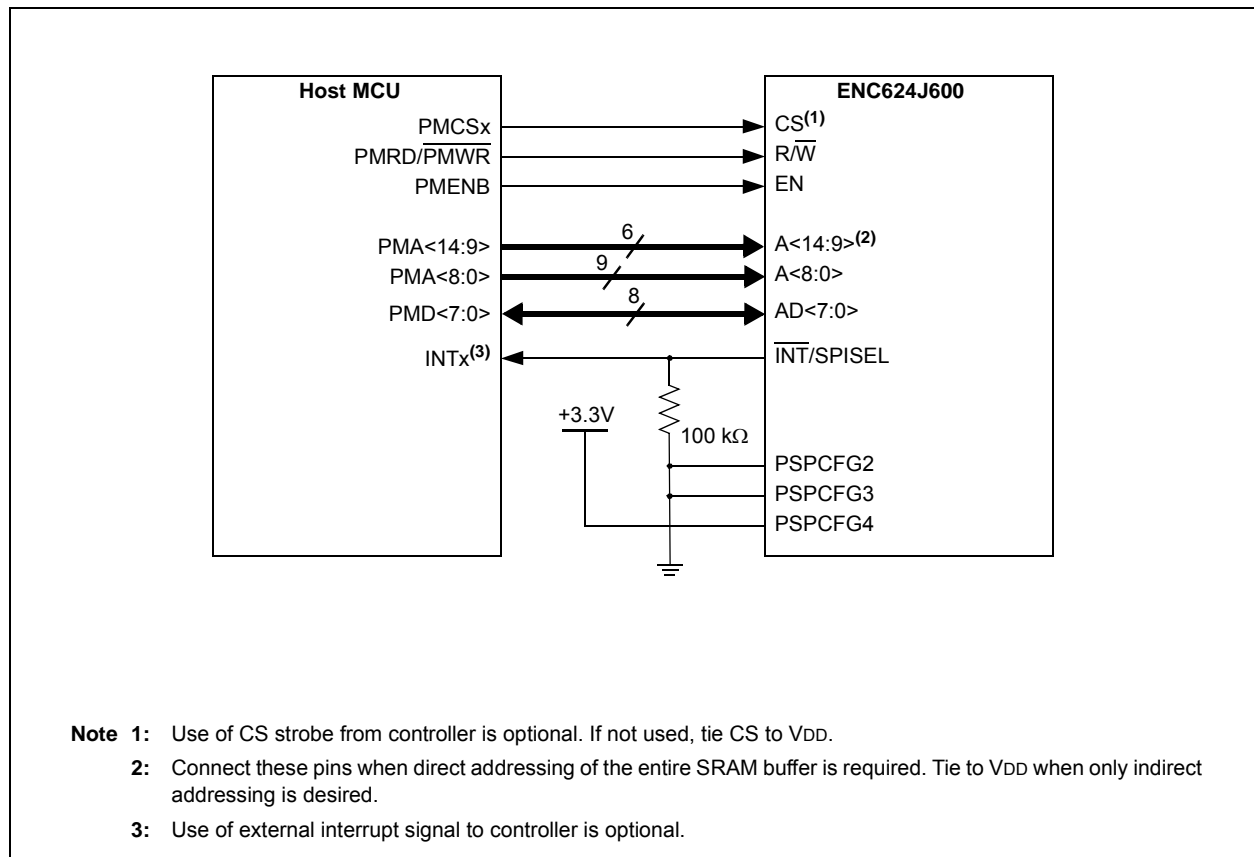 Host MCU
ENC624J600
PMCSx
CS(1)
PMRD/PMWR
R/W
PMENB
EN
6
PMA<14:9>
A<14:9>(2)
9
PMA<8:0>
A<8:0>
8
PMD<7:0>
AD<7:0>
INTx(3)
INT/SPISEL
+3.3V
100 kΩ
PSPCFG2
PSPCFG3
PSPCFG4
Note 1: Use of CS strobe from controller is optional. If not used, tie CS to VDD.
2: Connect these pins when direct addressing of the entire SRAM buffer is required. Tie to VDD when only indirect
addressing is desired.
3: Use of external interrupt signal to controller is optional.